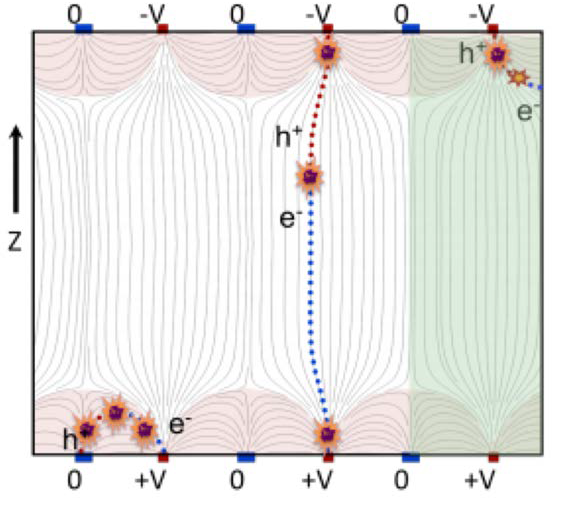 0 -V 0 -V 0 -V
h⁺
e⁻
h⁺
e⁻
Z
h
e⁻
0 +V 0 +V 0 +V